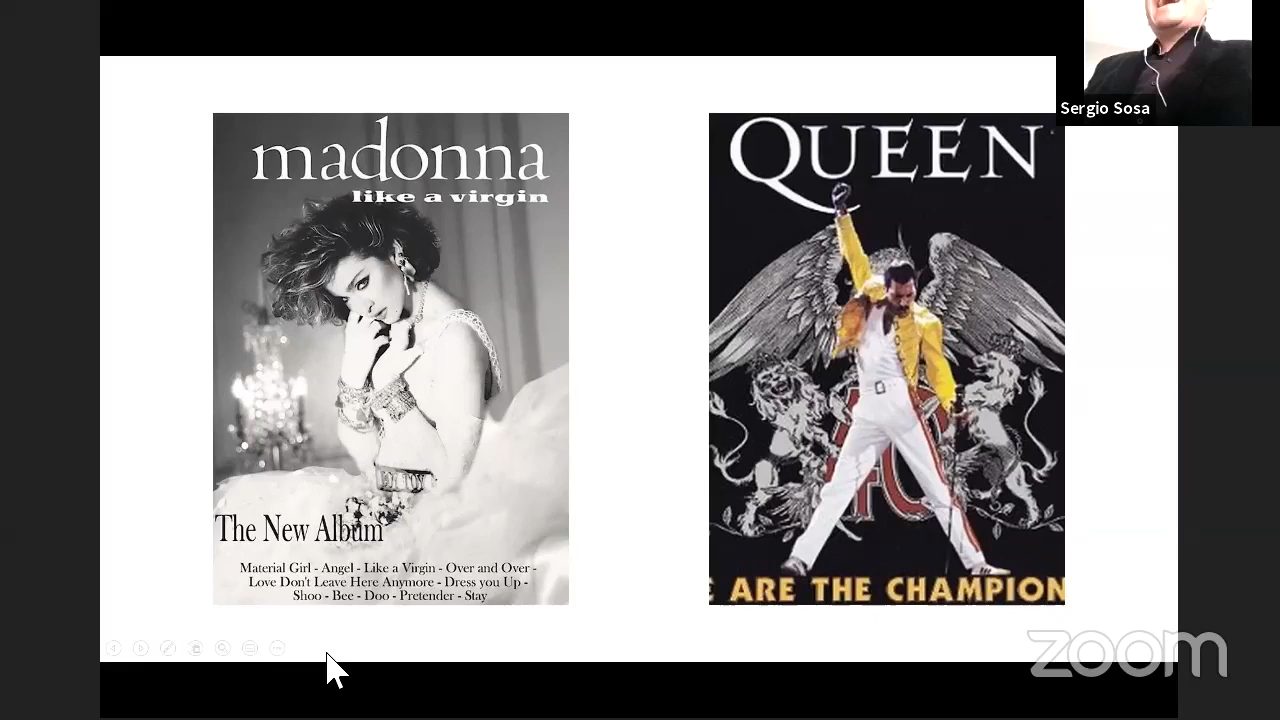 Sergio Sosa
madonna
like a virgin
The New Album
Material Girl - Angel - Like a Virgin - Over and Over -
Love Don't Leave Here Anymore - Dress you Up -
Shoo - Bee - Doo - Pretender - Stay
QUEEN
40
ARE THE CHAMPION
zoom